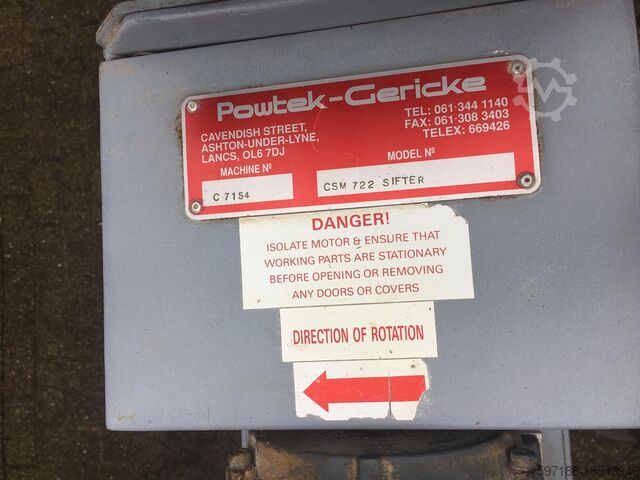 Powtek-Gericke
CAVENDISH STREET,
ASHTON-UNDER-LYNE,
LANCS, OL6 7DJ
TEL: 061·344 1140
FAX: 061·308 3403
TELEX: 669426
MACHINE Nº
MODEL Nº
C 7154
CSM 722 SIFTER
DANGER!
ISOLATE MOTOR & ENSURE THAT
WORKING PARTS ARE STATIONARY
BEFORE OPENING OR REMOVING
ANY DOORS OR COVERS
DIRECTION OF ROTATION